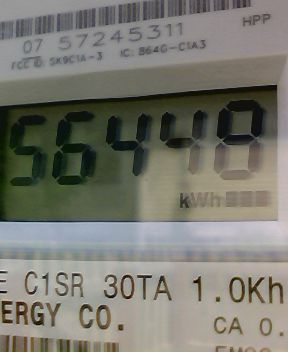 HPP
07 57245311
FCC ID: SK9C1A-3 IC: 864G-C1A3
56448
kWh
E C1SR 30TA 1.0Kh
ERGY CO.
CA 0.